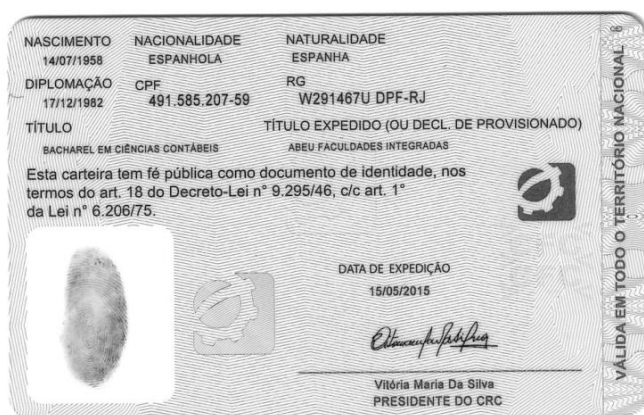 NASCIMENTO NACIONALIDADE NATURALIDADE
14/07/1958 ESPANHOLA ESPANHA
DIPLOMAÇÃO CPF RG
17/12/1982 491.585.207-59 W291467U DPF-RJ
TÍTULO TÍTULO EXPEDIDO (OU DECL. DE PROVISIONADO)
BACHAREL EM CIÊNCIAS CONTÁBEIS ABEU FACULDADES INTEGRADAS
Esta carteira tem fé pública como documento de identidade, nos
termos do art. 18 do Decreto-Lei n° 9.295/46, c/c art. 1°
da Lei n° 6.206/75.
DATA DE EXPEDIÇÃO
15/05/2015
Vitória Maria Da Silva
PRESIDENTE DO CRC
VÁLIDA EM TODO O TERRITÓRIO NACIONAL